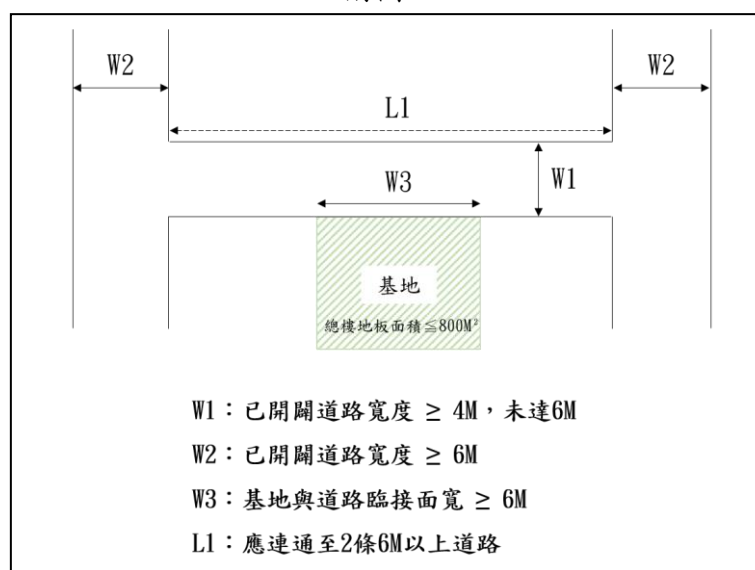 W2
W2
L1
W1
W3
基地
總樓地板面積≦800M²
W1：已開闢道路寬度 ≥ 4M，未達6M
W2：已開闢道路寬度 ≥ 6M
W3：基地與道路臨接面寬 ≥ 6M
L1：應連通至2條6M以上道路